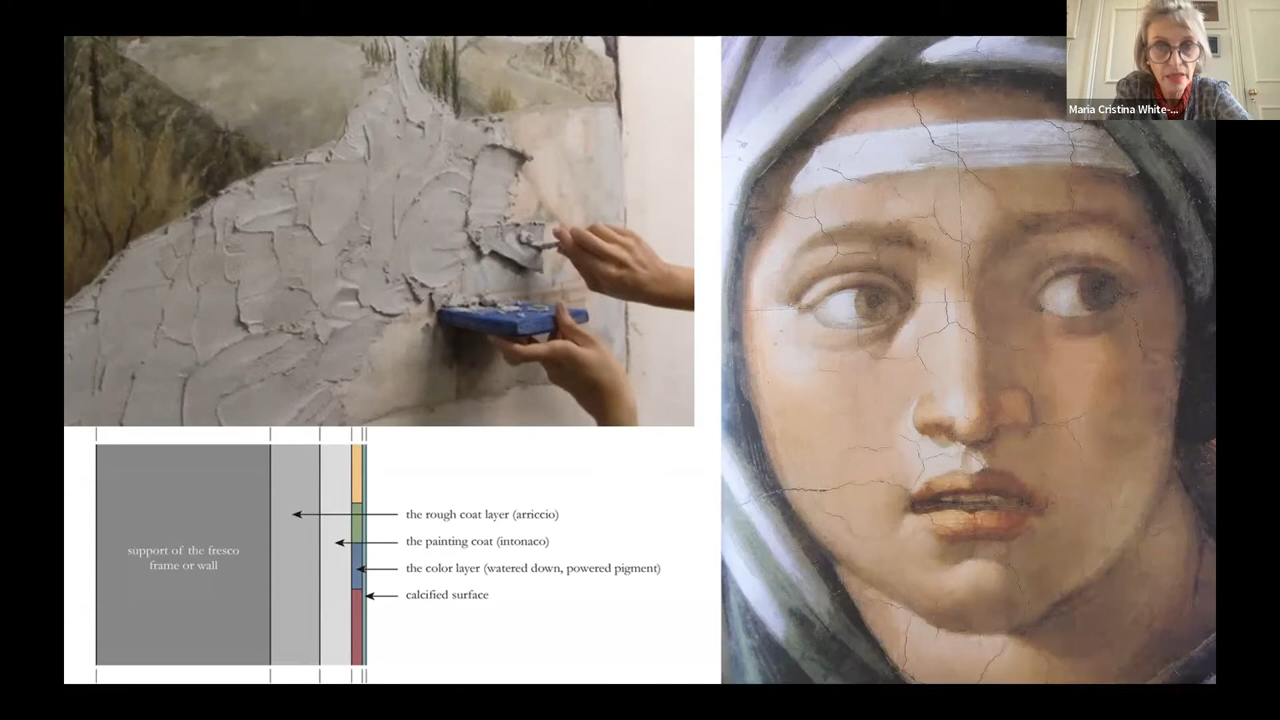 Maria Cristina White-...
support of the fresco
frame or wall
the rough coat layer (arriccio)
the painting coat (intonaco)
the color layer (watered down, powered pigment)
calcified surface